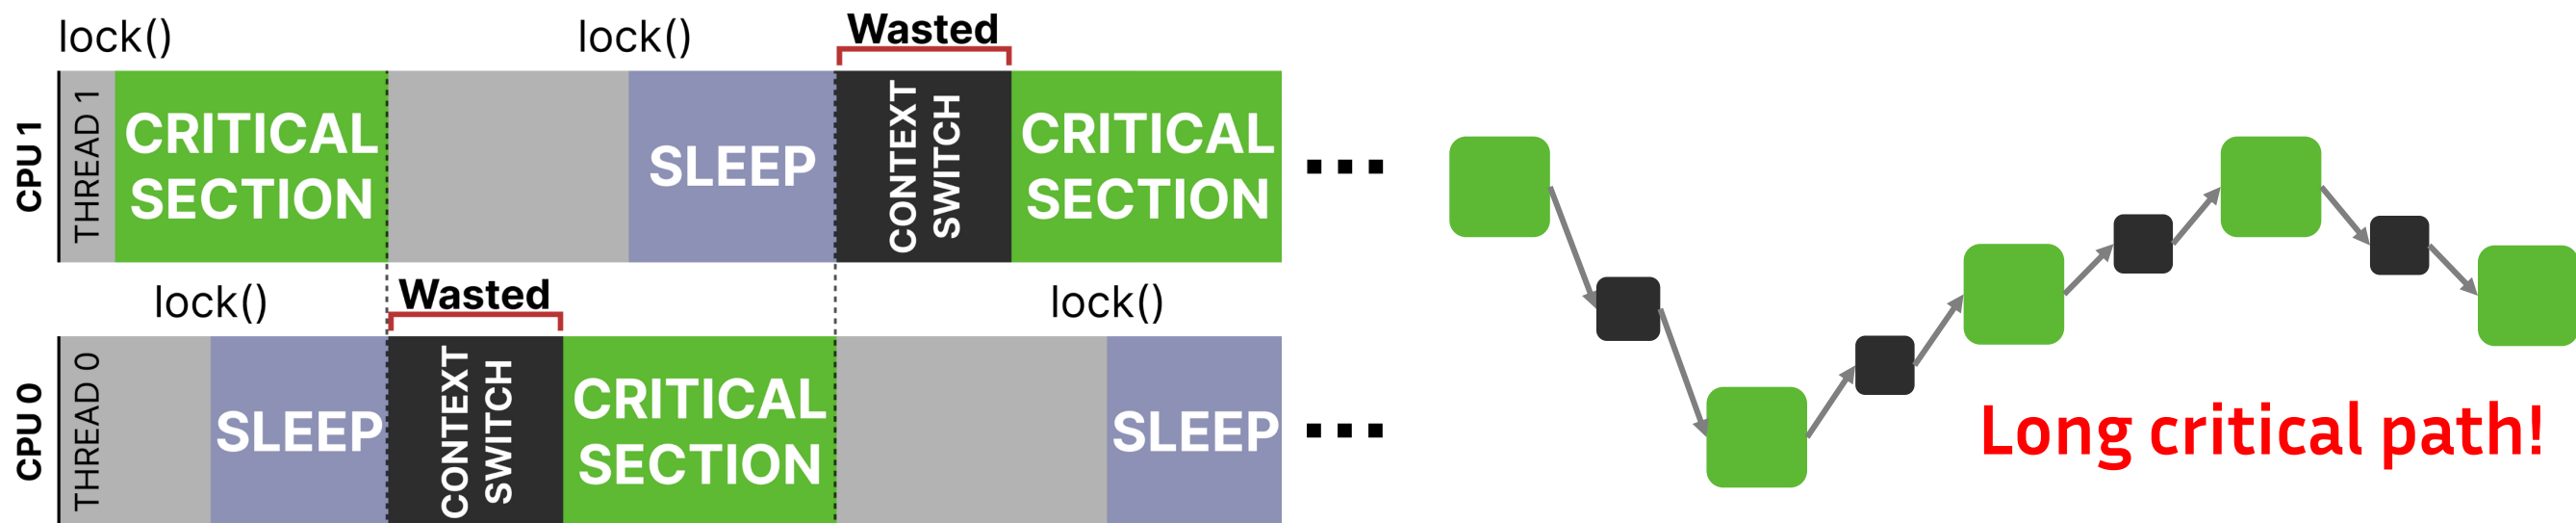 lock()
lock()
Wasted
CPU 1
THREAD 1
CRITICAL
SECTION
SLEEP
CONTEXT
SWITCH
CRITICAL
SECTION
...
lock()
Wasted
lock()
CPU 0
THREAD 0
SLEEP
CONTEXT
SWITCH
CRITICAL
SECTION
SLEEP
...
Long critical path!